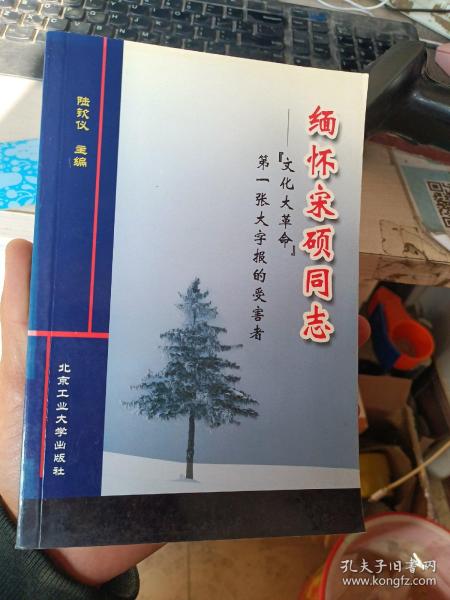 缅怀宋硕同志
——『文化大革命』
第一张大字报的受害者
陆钦仪 主编
北京工业大学出版社
孔夫子旧书网
www.kongfz.com